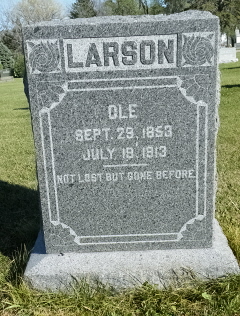 LARSON
OLE
SEPT. 29, 1853
JULY 19, 1913
NOT LOST BUT GONE BEFORE.